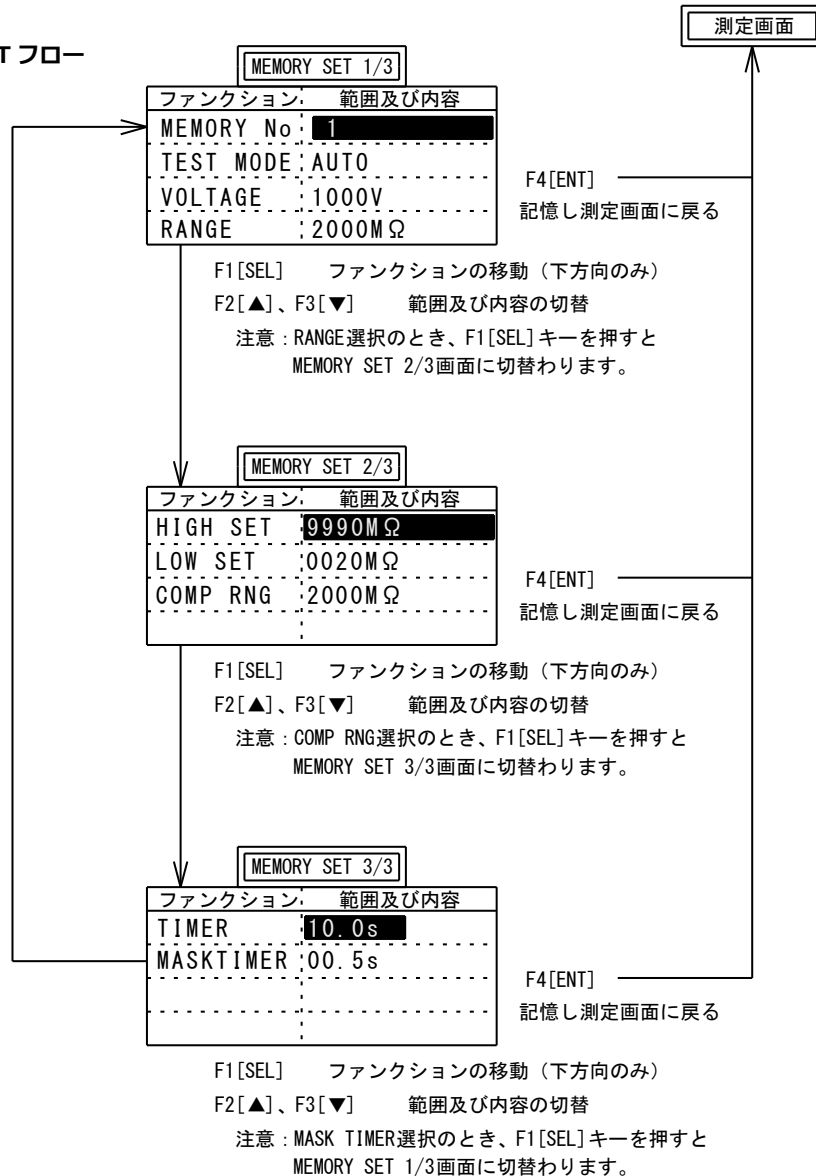 測定画面
T フロー
MEMORY SET 1/3
ファンクション 範囲及び内容
MEMORY No 1
TEST MODE AUTO
VOLTAGE 1000V
RANGE 2000MΩ
F4[ENT]
記憶し測定画面に戻る
F1[SEL] ファンクションの移動（下方向のみ）
F2[▲]、F3[▼] 範囲及び内容の切替
注意：RANGE選択のとき、F1[SEL]キーを押すと
MEMORY SET 2/3画面に切替わります。
MEMORY SET 2/3
ファンクション 範囲及び内容
HIGH SET 9990MΩ
LOW SET 0020MΩ
COMP RNG 2000MΩ
F4[ENT]
記憶し測定画面に戻る
F1[SEL] ファンクションの移動（下方向のみ）
F2[▲]、F3[▼] 範囲及び内容の切替
注意：COMP RNG選択のとき、F1[SEL]キーを押すと
MEMORY SET 3/3画面に切替わります。
MEMORY SET 3/3
ファンクション 範囲及び内容
TIMER 10.0s
MASKTIMER 00.5s
F4[ENT]
記憶し測定画面に戻る
F1[SEL] ファンクションの移動（下方向のみ）
F2[▲]、F3[▼] 範囲及び内容の切替
注意：MASK TIMER選択のとき、F1[SEL]キーを押すと
MEMORY SET 1/3画面に切替わります。